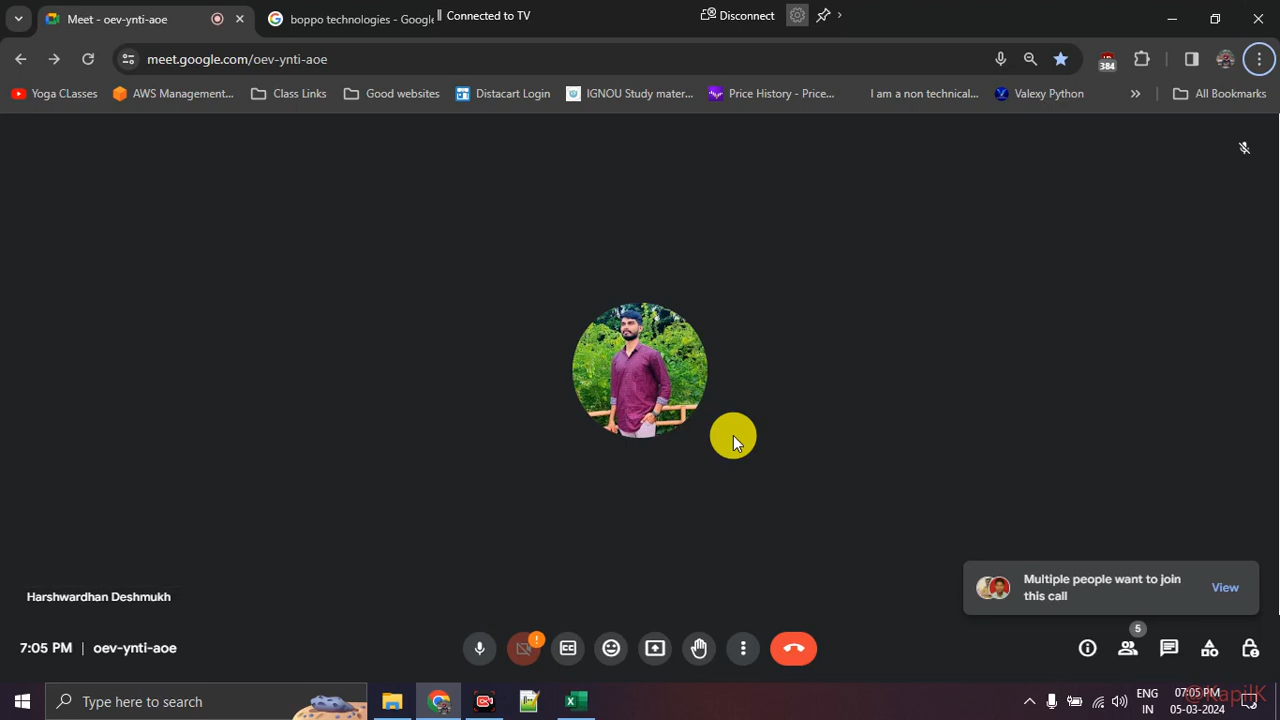 Meet - oev-ynti-aoe
boppo technologies - Google
Connected to TV
Disconnect
meet.google.com/oev-ynti-aoe
384
Yoga CLasses
AWS Management...
Class Links
Good websites
Distacart Login
IGNOU Study mater...
Price History - Price...
I am a non technical...
Valexy Python
All Bookmarks
Multiple people want to join
this call
View
Harshwardhan Deshmukh
7:05 PM
oev-ynti-aoe
5
Type here to search
ENG
IN
07:05 PM
05-03-2024
@KapilK